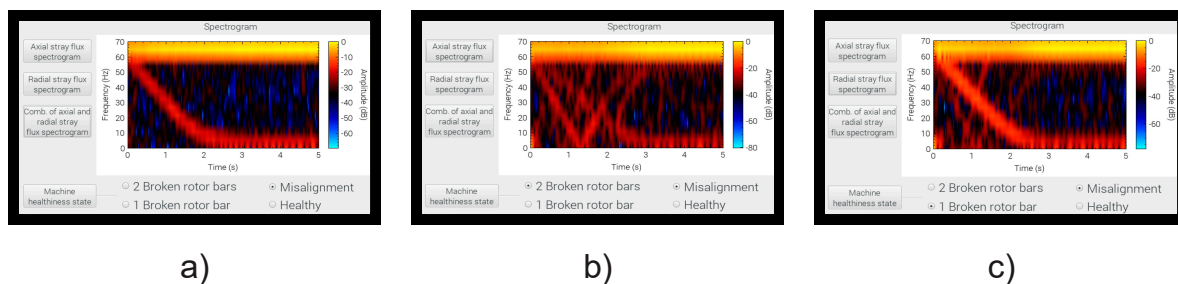 Spectrogram
Axial stray flux
spectrogram
Radial stray flux
spectrogram
Comb. of axial and
radial stray
flux spectrogram
Machine
healthiness state
Frequency (Hz)
70
60
50
40
30
20
10
0
0 1 2 3 4 5
Time (s)
0
-10
-20
-30
-40
-50
-60
Amplitude (dB)
2 Broken rotor bars
Misalignment
1 Broken rotor bar
Healthy
a)
Spectrogram
Axial stray flux
spectrogram
Radial stray flux
spectrogram
Comb. of axial and
radial stray
flux spectrogram
Machine
healthiness state
Frequency (Hz)
70
60
50
40
30
20
10
0
0 1 2 3 4 5
Time (s)
0
-20
-40
-60
-80
Amplitude (dB)
2 Broken rotor bars
Misalignment
1 Broken rotor bar
Healthy
b)
Spectrogram
Axial stray flux
spectrogram
Radial stray flux
spectrogram
Comb. of axial and
radial stray
flux spectrogram
Machine
healthiness state
Frequency (Hz)
70
60
50
40
30
20
10
0
0 1 2 3 4 5
Time (s)
0
-20
-40
-60
Amplitude (dB)
2 Broken rotor bars
Misalignment
1 Broken rotor bar
Healthy
c)